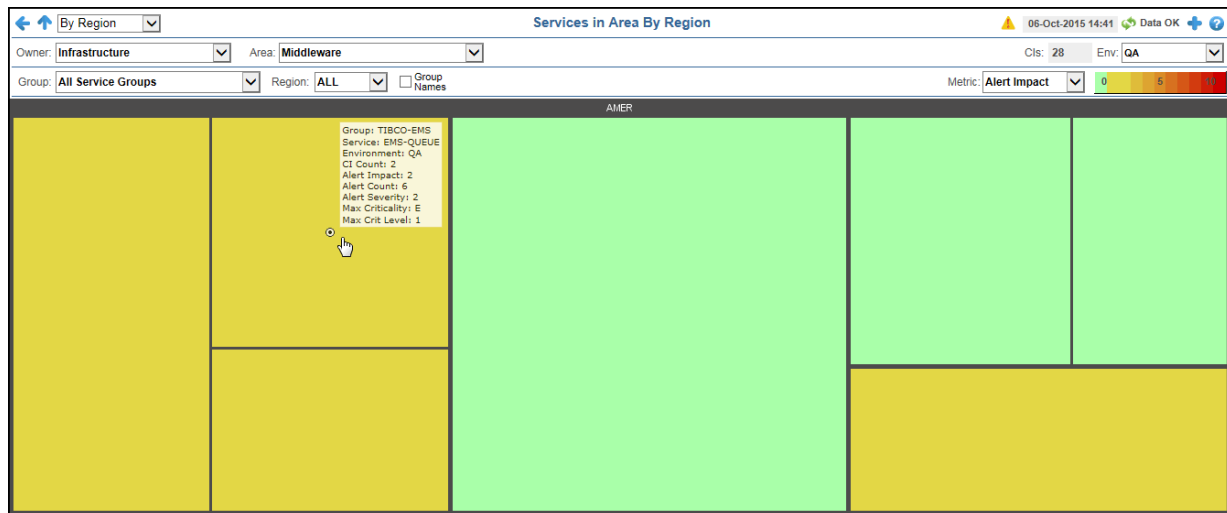 By Region Services in Area By Region 06-Oct-2015 14:41 Data OK
Owner: Infrastructure Area: Middleware CIs: 28 Env: QA
Group: All Service Groups Region: ALL Group Names Metric: Alert Impact 0 5 10
AMER
Group: TIBCO-EMS
Service: EMS-QUEUE
Environment: QA
CI Count: 2
Alert Impact: 2
Alert Count: 6
Alert Severity: 2
Max Criticality: E
Max Crit Level: 1